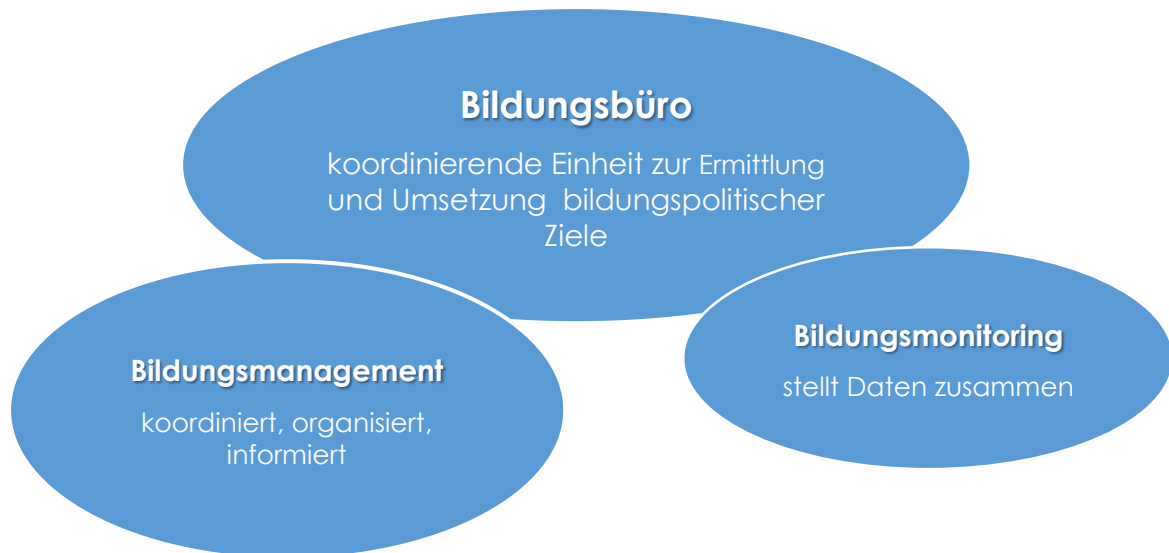 Bildungsbüro
koordinierende Einheit zur Ermittlung
und Umsetzung bildungspolitischer
Ziele
Bildungsmanagement
koordiniert, organisiert,
informiert
Bildungsmonitoring
stellt Daten zusammen